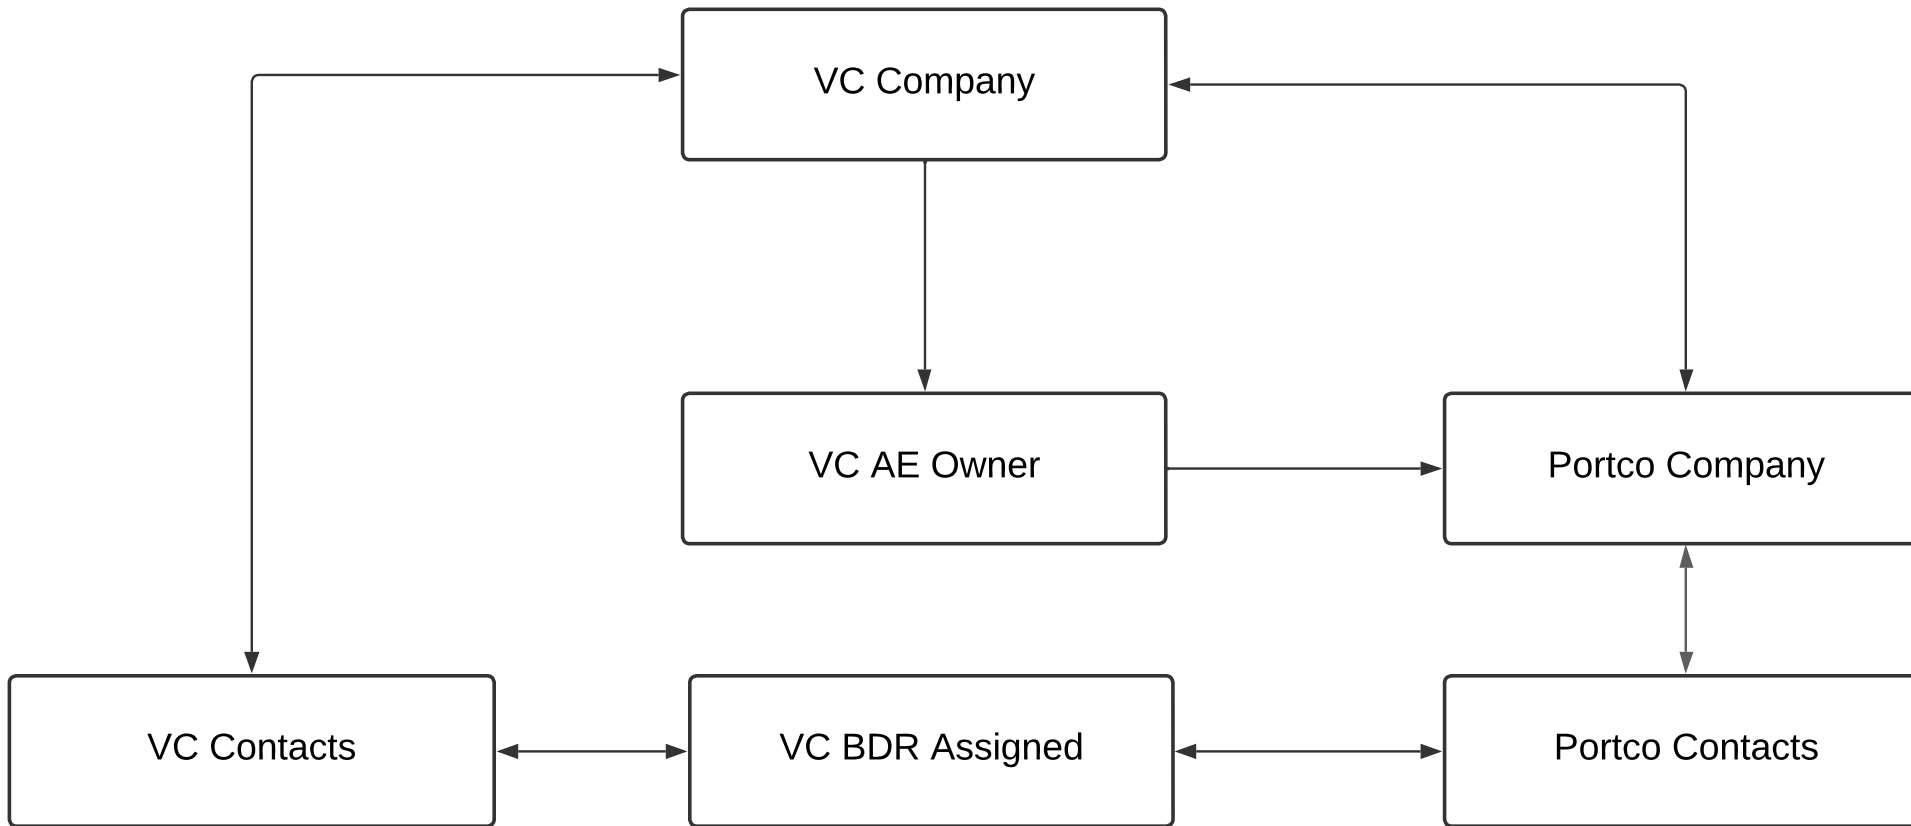 VC Company
VC AE Owner
Portco Company
VC Contacts
VC BDR Assigned
Portco Contacts